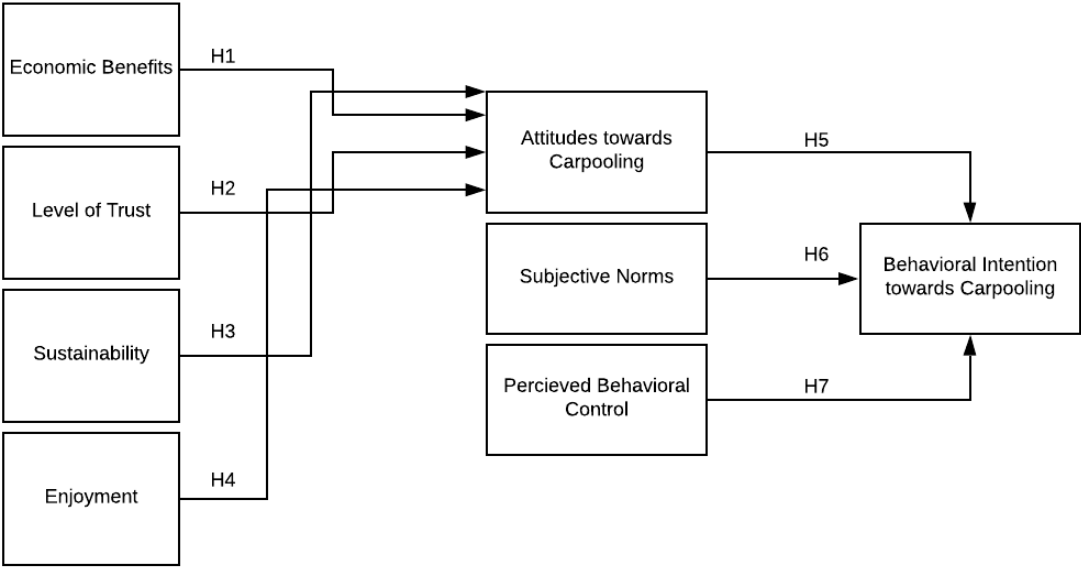 Economic Benefits
H1
Level of Trust
H2
Sustainability
H3
Enjoyment
H4
Attitudes towards
Carpooling
H5
Subjective Norms
H6
Percieved Behavioral
Control
H7
Behavioral Intention
towards Carpooling